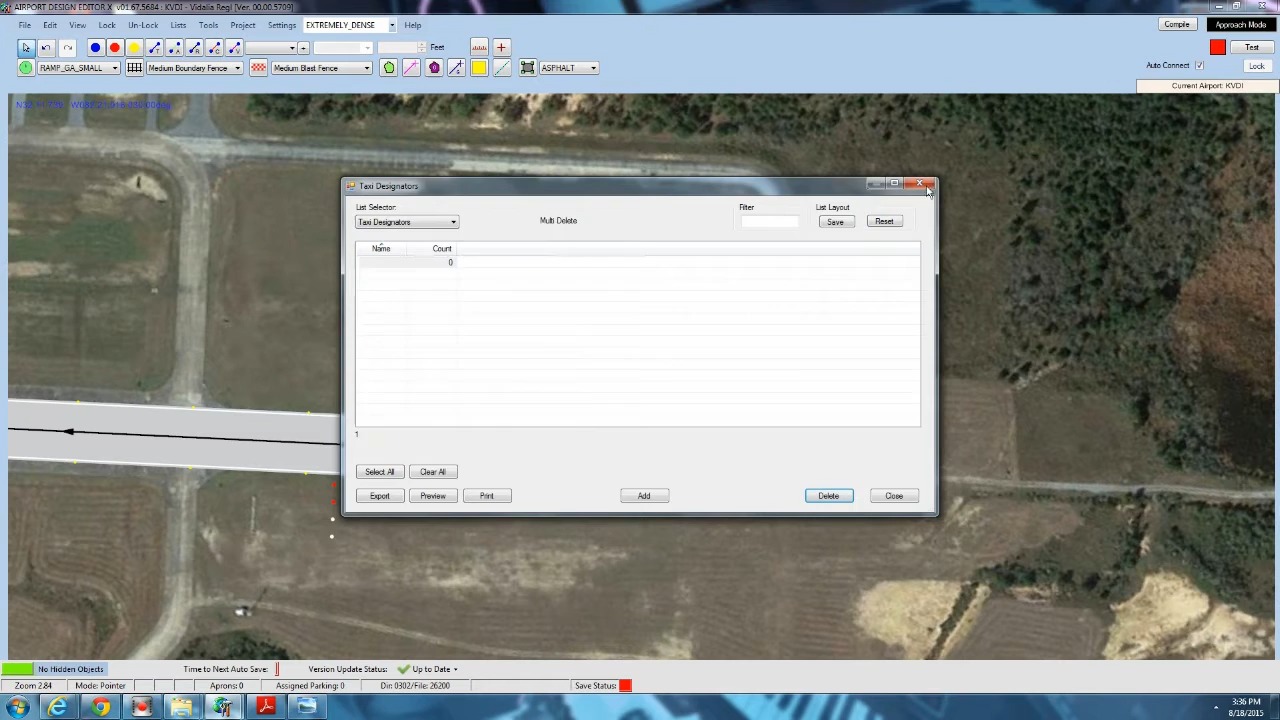 AIRPORT DESIGN EDITOR X v01.67.5684 : KVDI - Vidalia Regl [Ver. 00.00.5709]
File Edit View Lock Un-Lock Lists Tools Project Settings EXTREMELY_DENSE Help Compile Approach Mode
Feet Test
RAMP_GA_SMALL Medium Boundary Fence Medium Blast Fence ASPHALT Auto Connect Lock
Current Airport: KVDI
Taxi Designators
List Selector: Filter List Layout
Taxi Designators Multi Delete Save Reset
Name Count
0
1
Select All Clear All
Export Preview Print Add Delete Close
No Hidden Objects Time to Next Auto Save: Version Update Status: Up to Date
Zoom 2.84 Mode: Pointer Aprons: 0 Assigned Parking: 0 Dir: 0302/File: 26200 Save Status:
3:36 PM
8/18/2015